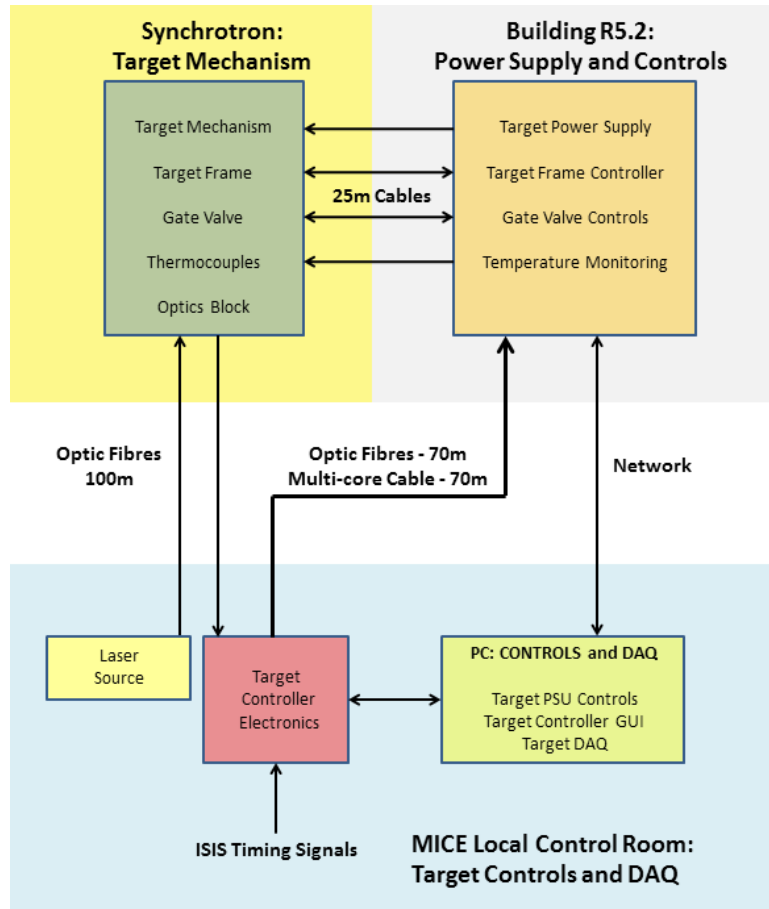 Synchrotron:
Target Mechanism
Building R5.2:
Power Supply and Controls
Target Mechanism
Target Frame
Gate Valve
Thermocouples
Optics Block
25m Cables
Target Power Supply
Target Frame Controller
Gate Valve Controls
Temperature Monitoring
Optic Fibres
100m
Optic Fibres - 70m
Multi-core Cable - 70m
Network
Laser
Source
Target
Controller
Electronics
PC: CONTROLS and DAQ
Target PSU Controls
Target Controller GUI
Target DAQ
ISIS Timing Signals
MICE Local Control Room:
Target Controls and DAQ